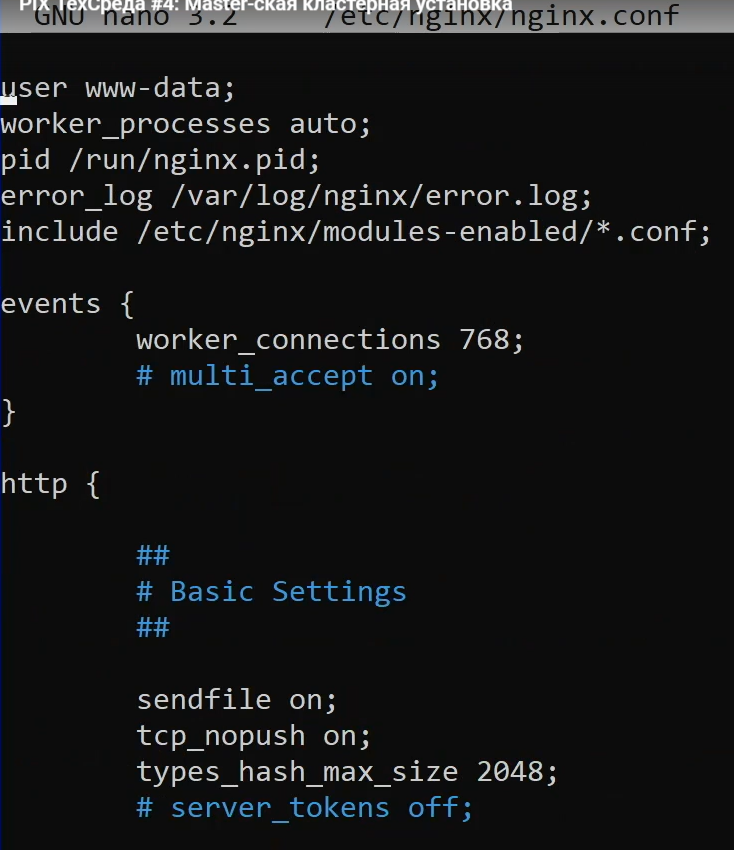 PIX ТехСреда #4: Master-ская кластерная установка
GNU nano 3.2 /etc/nginx/nginx.conf
user www-data;
worker_processes auto;
pid /run/nginx.pid;
error_log /var/log/nginx/error.log;
include /etc/nginx/modules-enabled/*.conf;
events {
worker_connections 768;
# multi_accept on;
}
http {
##
# Basic Settings
##
sendfile on;
tcp_nopush on;
types_hash_max_size 2048;
# server_tokens off;